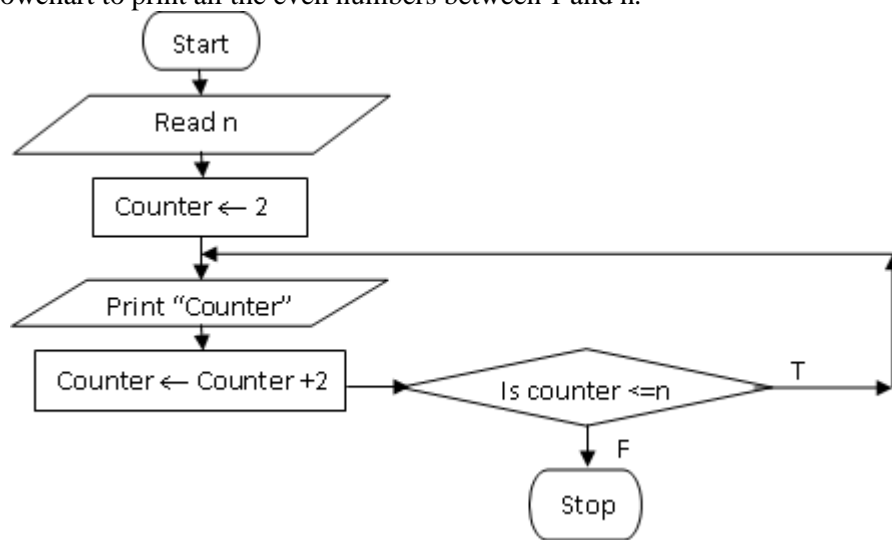 to print all the even numbers between 1 and n.
Start
Read n
Counter ← 2
Print “Counter”
Counter ← Counter +2
Is counter <=n
T
F
Stop